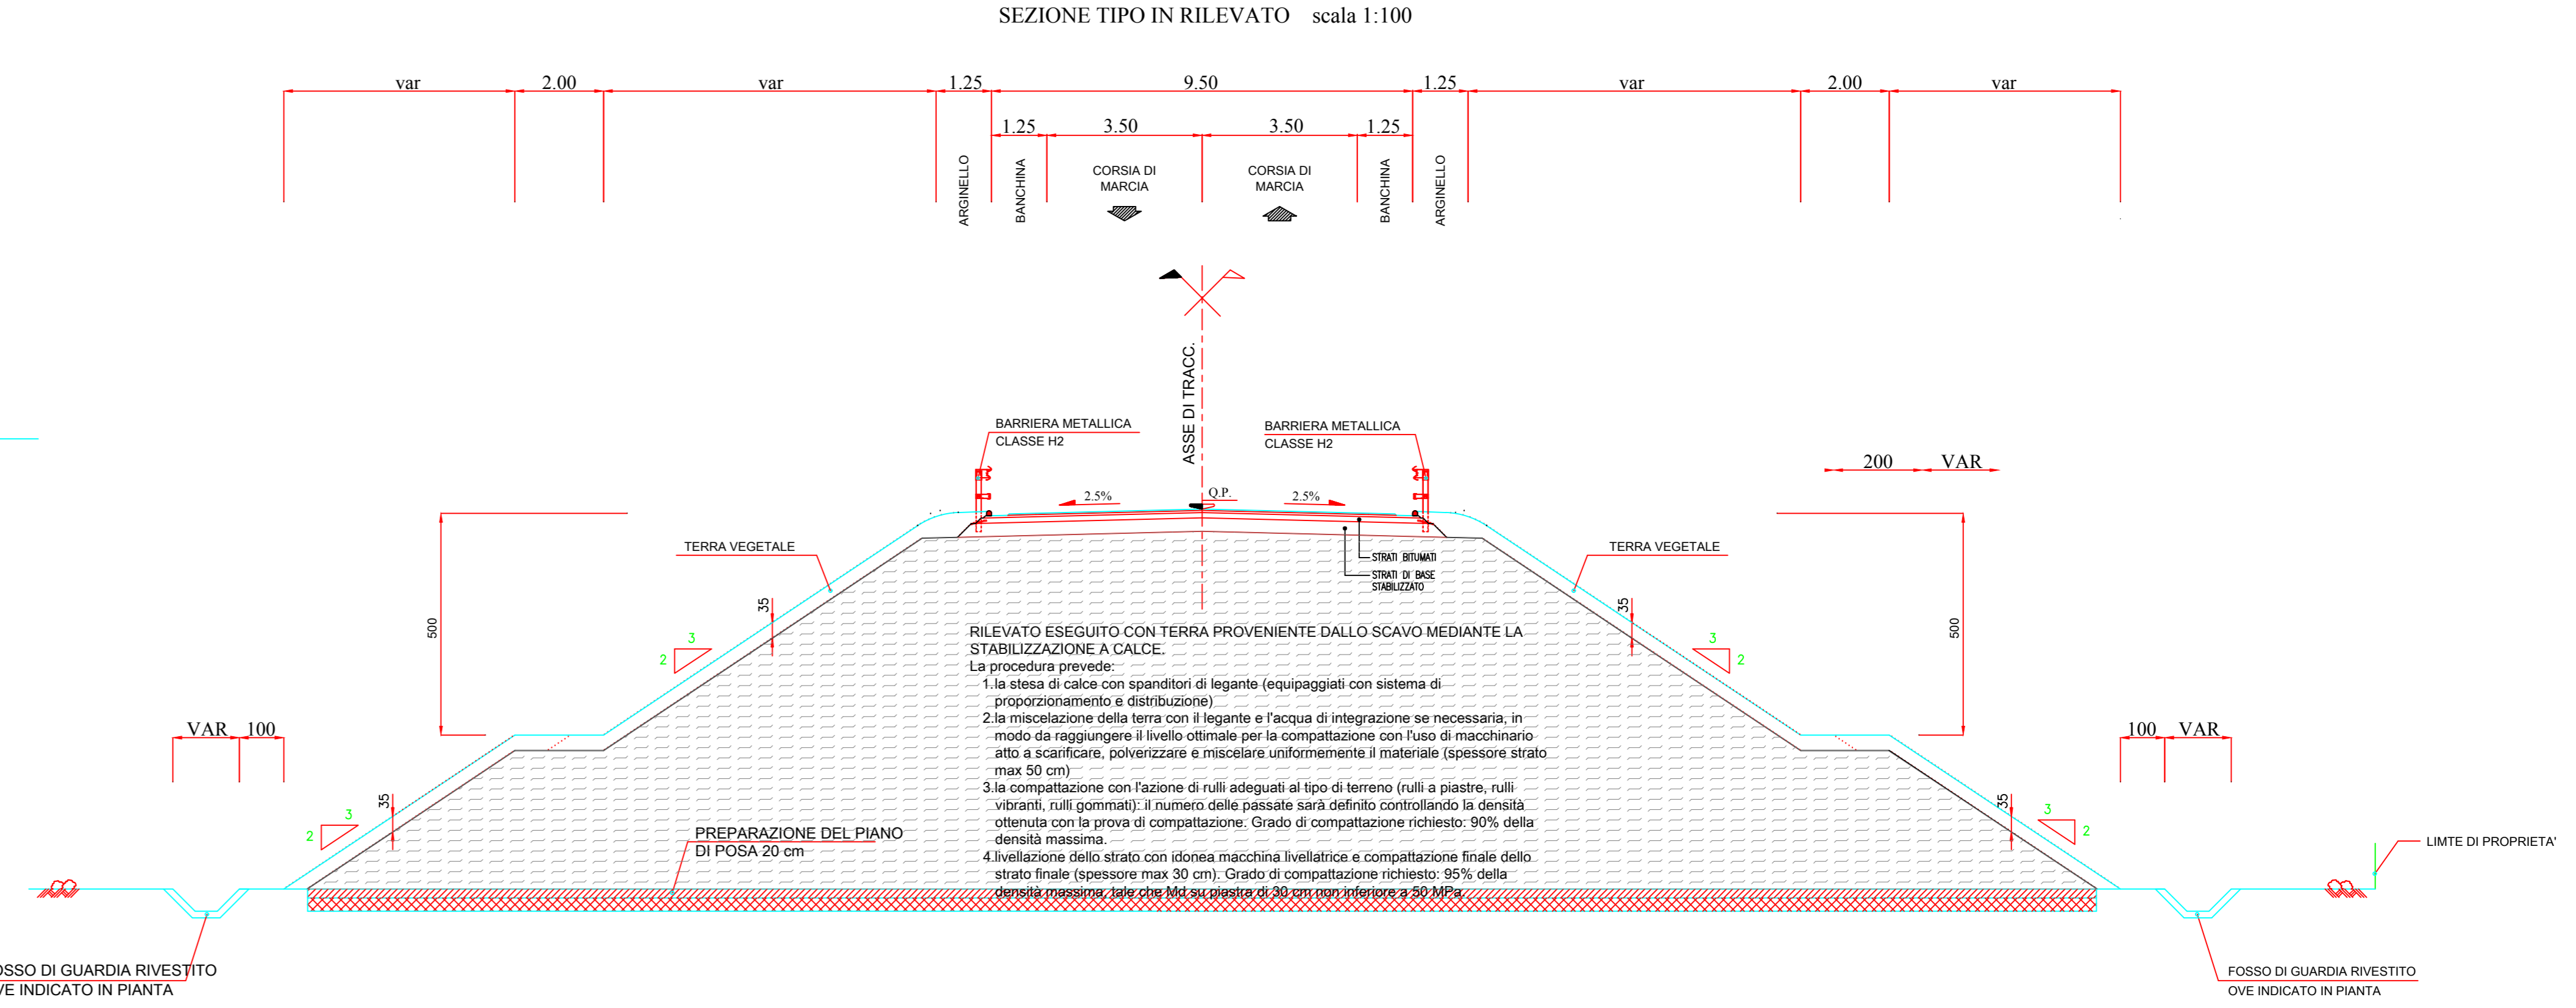 SEZIONE TIPO IN RILEVATO scala 1:100
var 2.00 var 1.25 9.50 1.25 var 2.00 var
1.25 3.50 3.50 1.25
ARGINELLO
BANCHINA
CORSIA DI
MARCIA
CORSIA DI
MARCIA
BANCHINA
ARGINELLO
ASSE DI TRACC.
BARRIERA METALLICA
CLASSE H2
BARRIERA METALLICA
CLASSE H2
200 VAR
2.5% Q.P. 2.5%
TERRA VEGETALE
TERRA VEGETALE
STRATI BITUMATI
STRATI DI BASE
STABILIZZATO
35
35
500
500
3
2
3
2
RILEVATO ESEGUITO CON TERRA PROVENIENTE DALLO SCAVO MEDIANTE LA
STABILIZZAZIONE A CALCE.
La procedura prevede:
1.la stesa di calce con spanditori di legante (equipaggiati con sistema di
proporzionamento e distribuzione)
2.la miscelazione della terra con il legante e l'acqua di integrazione se necessaria, in
modo da raggiungere il livello ottimale per la compattazione con l'uso di macchinario
atto a scarificare, polverizzare e miscelare uniformemente il materiale (spessore strato
max 50 cm)
3.la compattazione con l'azione di rulli adeguati al tipo di terreno (rulli a piastre, rulli
vibranti, rulli gommati): il numero delle passate sarà definito controllando la densità
ottenuta con la prova di compattazione. Grado di compattazione richiesto: 90% della
densità massima.
4.livellazione dello strato con idonea macchina livellatrice e compattazione finale dello
strato finale (spessore max 30 cm). Grado di compattazione richiesto: 95% della
densità massima, tale che Md su piastra di 30 cm non inferiore a 50 MPa.
VAR 100
100 VAR
35
35
3
2
3
2
PREPARAZIONE DEL PIANO
DI POSA 20 cm
LIMTE DI PROPRIETA'
OSSO DI GUARDIA RIVESTITO
VE INDICATO IN PIANTA
FOSSO DI GUARDIA RIVESTITO
OVE INDICATO IN PIANTA